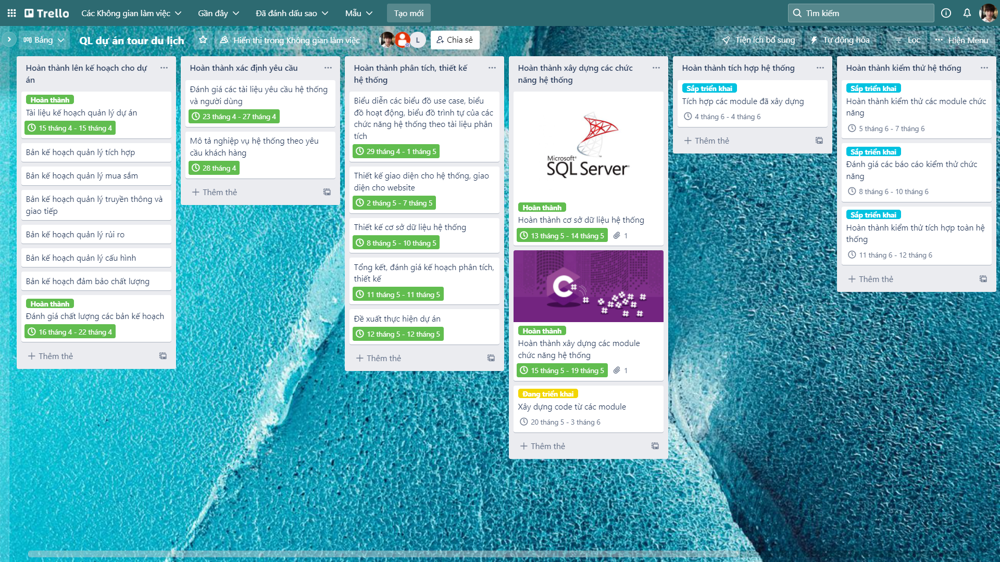 Trello
Các Không gian làm việc
Gần đây
Đã đánh dấu sao
Mẫu
Tạo mới
Tìm kiếm
Bảng
QL dự án tour du lịch
Hiển thị trong Không gian làm việc
L
Chia sẻ
Tiện ích bổ sung
Tự động hóa
Lọc
Hiện Menu
Hoàn thành lên kế hoạch cho dự
án
Hoàn thành
Tài liệu kế hoạch quản lý dự án
15 tháng 4 - 15 tháng 4
Bản kế hoạch quản lý tích hợp
Bản kế hoạch quản lý mua sắm
Bản kế hoạch quản lý truyền thông và
giao tiếp
Bản kế hoạch quản lý rủi ro
Bản kế hoạch quản lý cấu hình
Bản kế hoạch đảm bảo chất lượng
Hoàn thành
Đánh giá chất lượng các bản kế hoạch
16 tháng 4 - 22 tháng 4
Thêm thẻ
Hoàn thành xác định yêu cầu
Đánh giá các tài liệu yêu cầu hệ thống
và người dùng
23 tháng 4 - 27 tháng 4
Mô tả nghiệp vụ hệ thống theo yêu
cầu khách hàng
28 tháng 4
Thêm thẻ
Hoàn thành phân tích, thiết kế
hệ thống
Biểu diễn các biểu đồ use case, biểu
đồ hoạt động, biểu đồ trình tự của các
chức năng hệ thống theo tài liệu phân
tích
29 tháng 4 - 1 tháng 5
Thiết kế giao diện cho hệ thống, giao
diện cho website
2 tháng 5 - 7 tháng 5
Thiết kế cơ sở dữ liệu hệ thống
8 tháng 5 - 10 tháng 5
Tổng kết, đánh giá kế hoạch phân tích,
thiết kế
11 tháng 5 - 11 tháng 5
Đề xuất thực hiện dự án
12 tháng 5 - 12 tháng 5
Thêm thẻ
Hoàn thành xây dựng các chức
năng hệ thống
Microsoft®
SQL Server®
Hoàn thành
Hoàn thành cơ sở dữ liệu hệ thống
13 tháng 5 - 14 tháng 5 1
C#
Hoàn thành
Hoàn thành xây dựng các module
chức năng hệ thống
15 tháng 5 - 19 tháng 5 1
Đang triển khai
Xây dựng code từ các module
20 tháng 5 - 3 tháng 6
Thêm thẻ
Hoàn thành tích hợp hệ thống
Sắp triển khai
Tích hợp các module đã xây dựng
4 tháng 6 - 4 tháng 6
Thêm thẻ
Hoàn thành kiểm thử hệ thống
Sắp triển khai
Hoàn thành kiểm thử các module chức
năng
5 tháng 6 - 7 tháng 6
Sắp triển khai
Đánh giá các báo cáo kiểm thử chức
năng
8 tháng 6 - 10 tháng 6
Sắp triển khai
Hoàn thành kiểm thử tích hợp toàn hệ
thống
11 tháng 6 - 12 tháng 6
Thêm thẻ